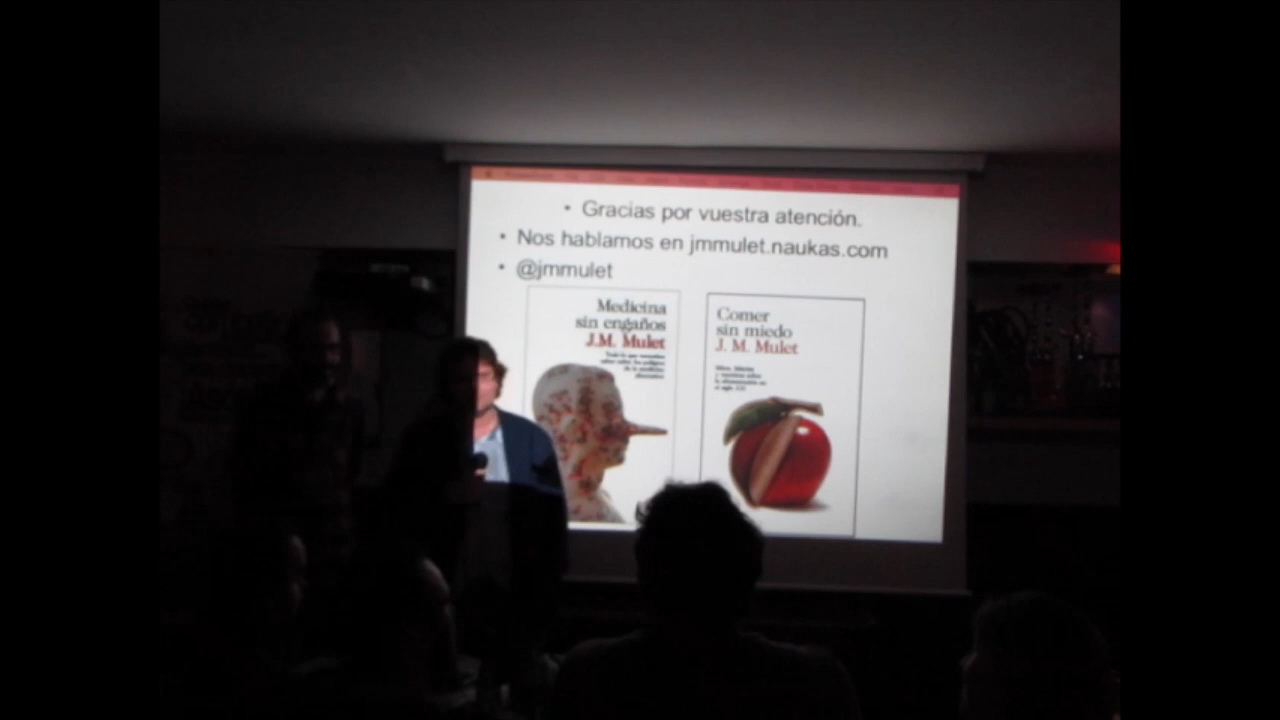 • Gracias por vuestra atención.
• Nos hablamos en jmmulet.naukas.com
• @jmmulet
Medicina
sin engaños
J.M. Mulet
Comer
sin miedo
J. M. Mulet